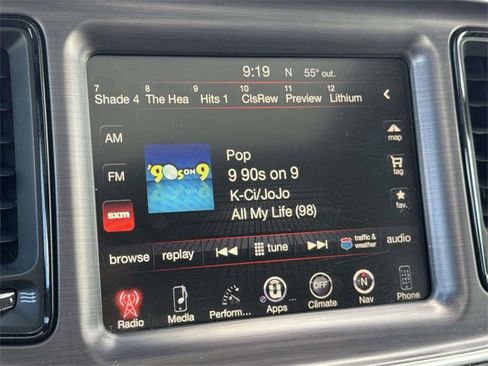 9:19 N 55° out.
7 8 9 10 11 12
Shade 4 The Hea Hits 1 ClsRew Preview Lithium
AM
FM
sxm
'90s ON 9
Pop
9 90s on 9
K-Ci/JoJo
All My Life (98)
map
tag
fav.
browse replay tune traffic & weather audio
Radio Media Perform... Apps ... OFF Climate N Nav Phone